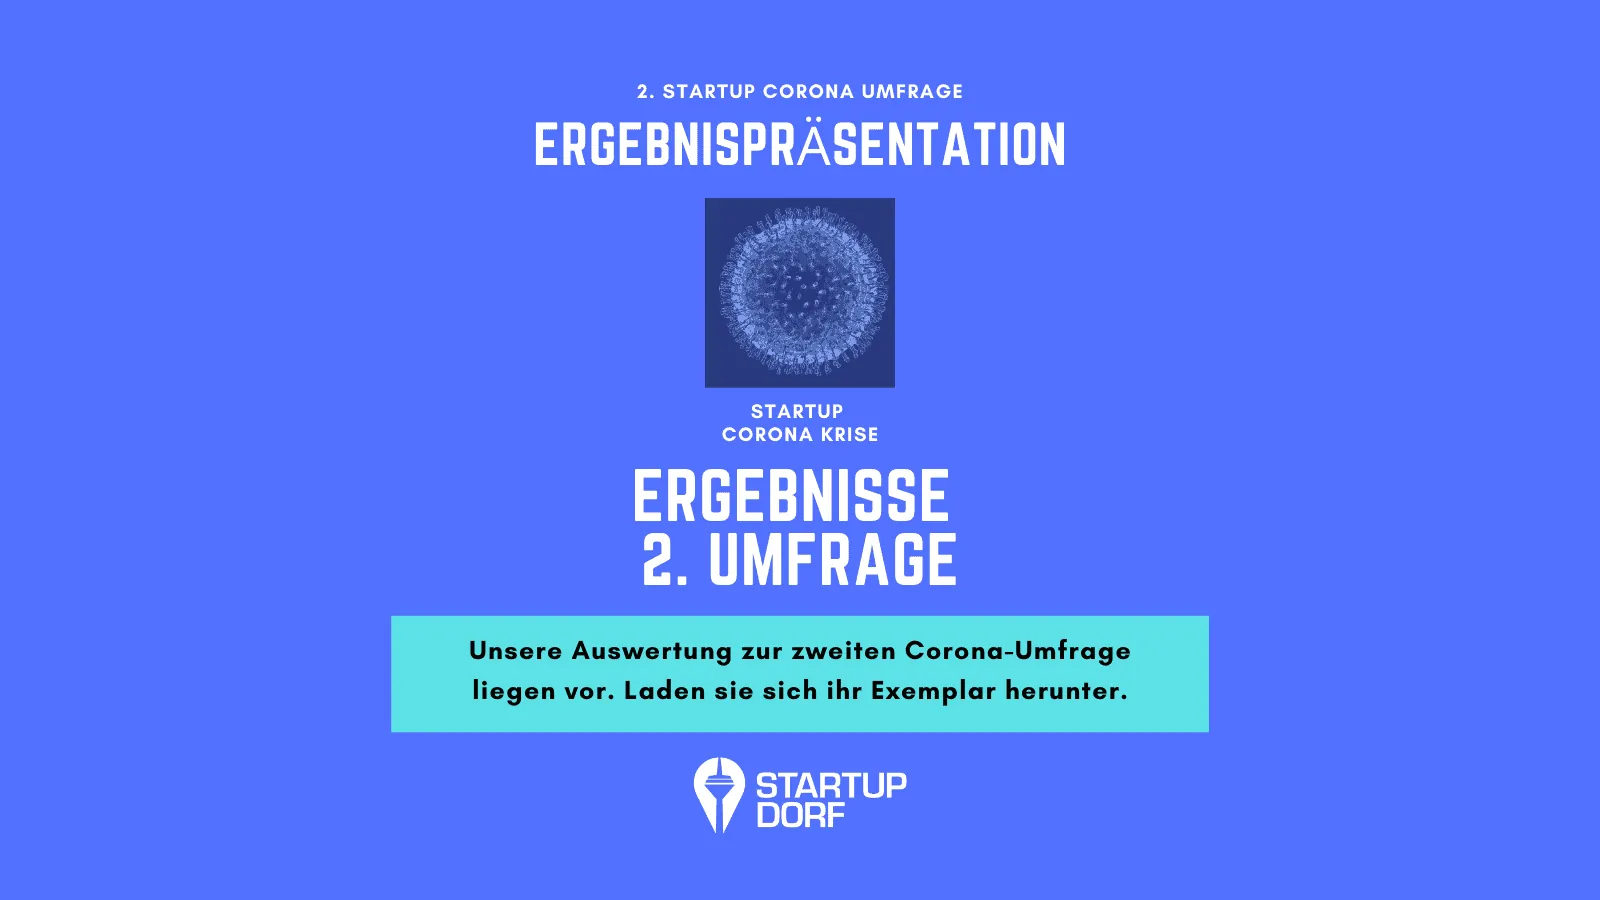 2. STARTUP CORONA UMFRAGE
ERGEBNISPRÄSENTATION
STARTUP
CORONA KRISE
ERGEBNISSE
2. UMFRAGE
Unsere Auswertung zur zweiten Corona-Umfrage
liegen vor. Laden sie sich ihr Exemplar herunter.
STARTUP
DORF